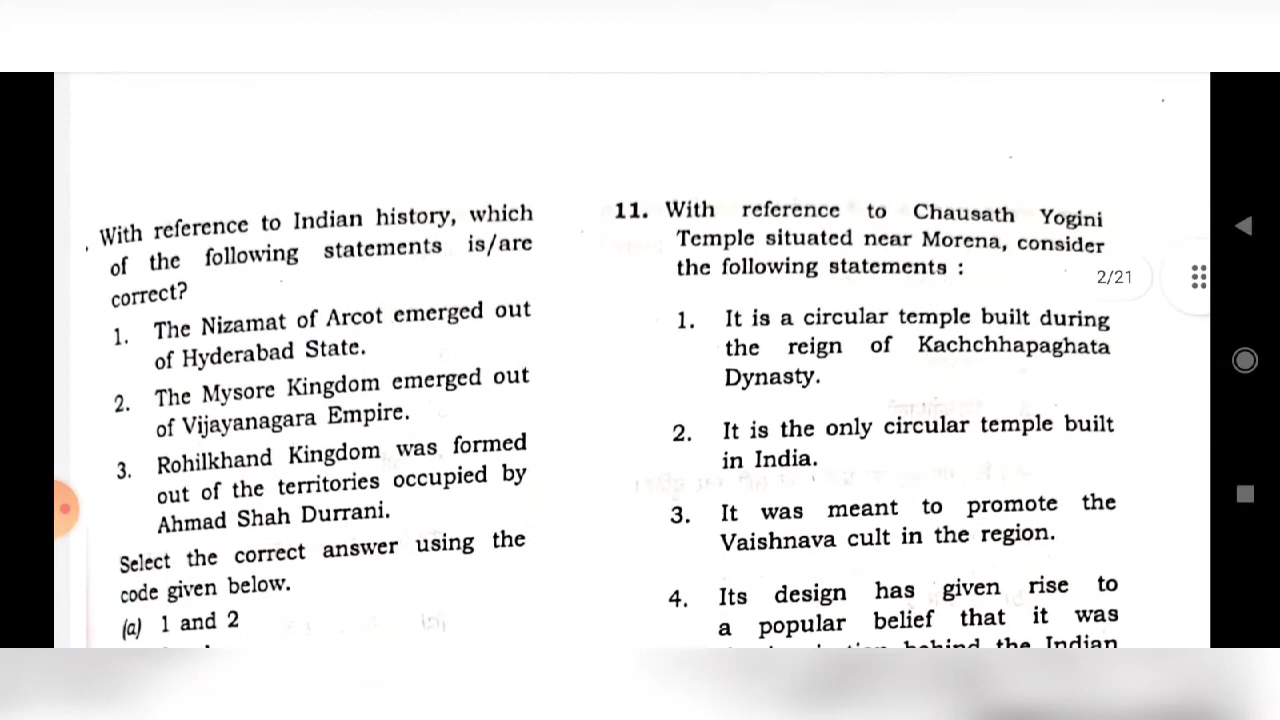 With reference to Indian history, which
of the following statements is/are
correct?
1. The Nizamat of Arcot emerged out
of Hyderabad State.
2. The Mysore Kingdom emerged out
of Vijayanagara Empire.
3. Rohilkhand Kingdom was formed
out of the territories occupied by
Ahmad Shah Durrani.
Select the correct answer using the
code given below.
(a) 1 and 2
11. With reference to Chausath Yogini
Temple situated near Morena, consider
the following statements :
2/21
1. It is a circular temple built during
the reign of Kachchhapaghata
Dynasty.
2. It is the only circular temple built
in India.
3. It was meant to promote the
Vaishnava cult in the region.
4. Its design has given rise to
a popular belief that it was
behind the Indian